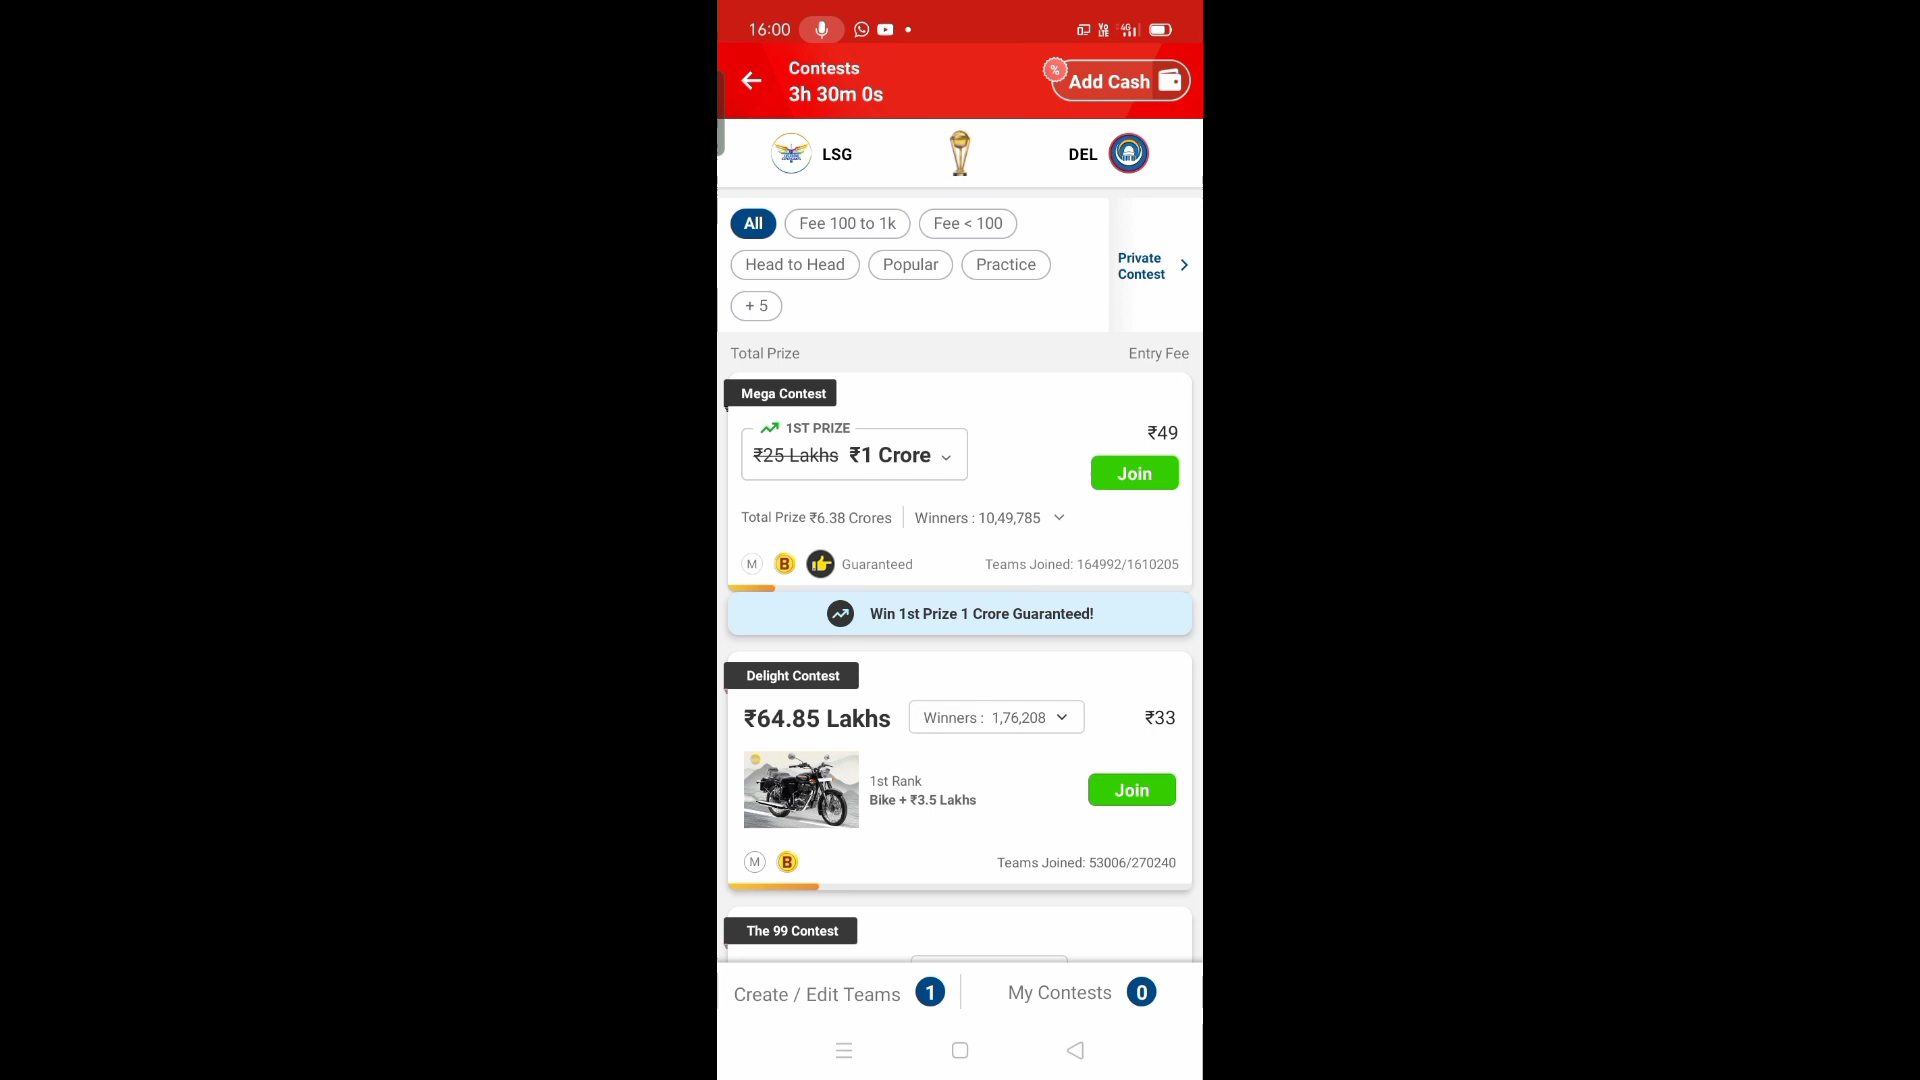 16:00
Vo LTE 4G
Contests
3h 30m 0s
% Add Cash
LSG
DEL
All
Fee 100 to 1k
Fee < 100
Head to Head
Popular
Practice
+ 5
Private
Contest
Total Prize
Entry Fee
Mega Contest
1ST PRIZE
₹25 Lakhs ₹1 Crore
₹49
Join
Total Prize ₹6.38 Crores
Winners : 10,49,785
M B Guaranteed
Teams Joined: 164992/1610205
Win 1st Prize 1 Crore Guaranteed!
Delight Contest
₹64.85 Lakhs
Winners : 1,76,208
₹33
1st Rank
Bike + ₹3.5 Lakhs
Join
M B
Teams Joined: 53006/270240
The 99 Contest
Create / Edit Teams 1
My Contests 0